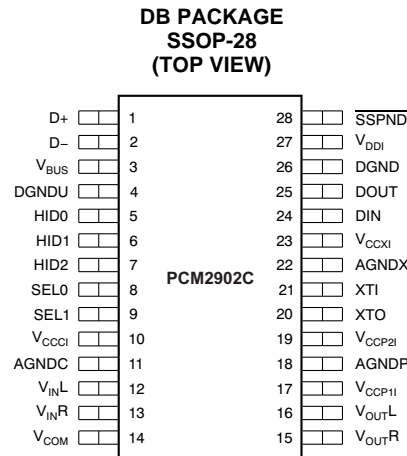 DB PACKAGE
SSOP-28
(TOP VIEW)
D+ 1 28 SSPND
D− 2 27 VDDI
VBUS 3 26 DGND
DGNDU 4 25 DOUT
HID0 5 24 DIN
HID1 6 23 VCCXI
HID2 7 22 AGNDX
PCM2902C
SEL0 8 21 XTI
SEL1 9 20 XTO
VCCCI 10 19 VCCP2I
AGNDC 11 18 AGNDP
VINL 12 17 VCCP1I
VINR 13 16 VOUTL
VCOM 14 15 VOUTR